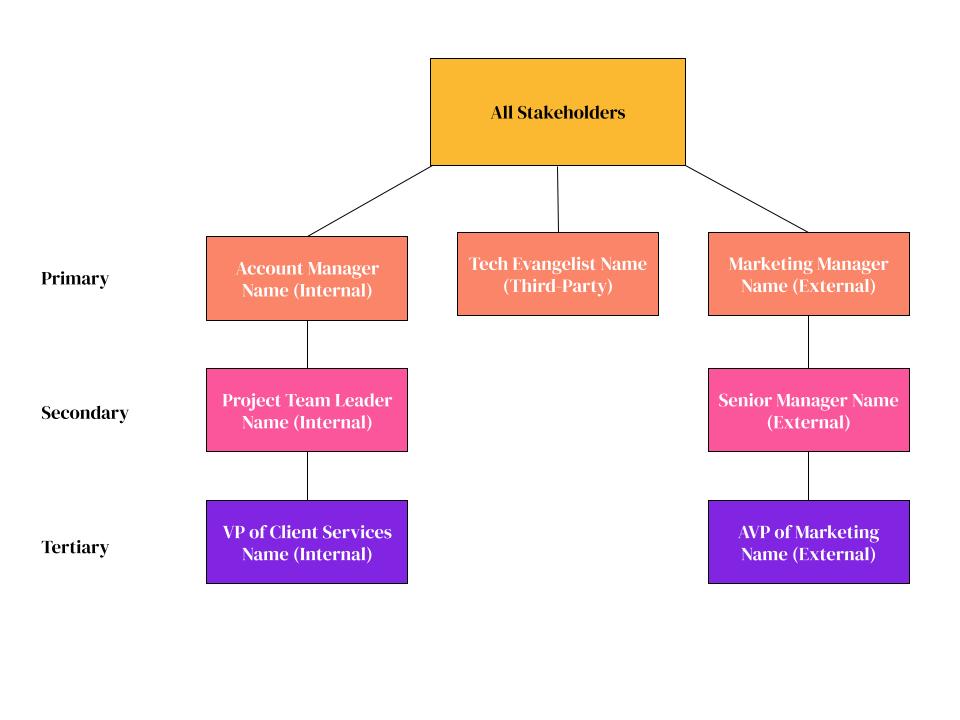 All Stakeholders
Primary
Account Manager
Name (Internal)
Tech Evangelist Name
(Third-Party)
Marketing Manager
Name (External)
Secondary
Project Team Leader
Name (Internal)
Senior Manager Name
(External)
Tertiary
VP of Client Services
Name (Internal)
AVP of Marketing
Name (External)